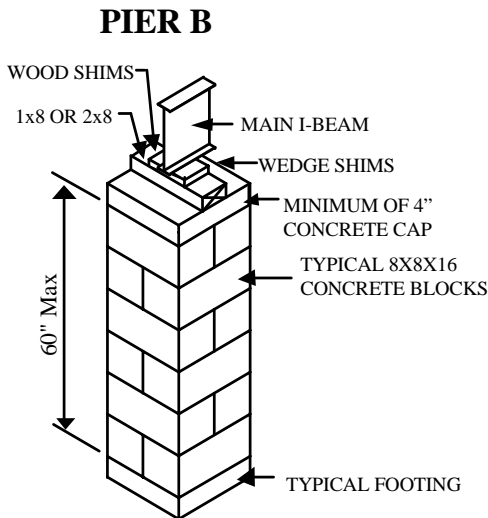 PIER B
WOOD SHIMS
1x8 OR 2x8
MAIN I-BEAM
WEDGE SHIMS
MINIMUM OF 4”
CONCRETE CAP
TYPICAL 8X8X16
CONCRETE BLOCKS
60" Max
TYPICAL FOOTING